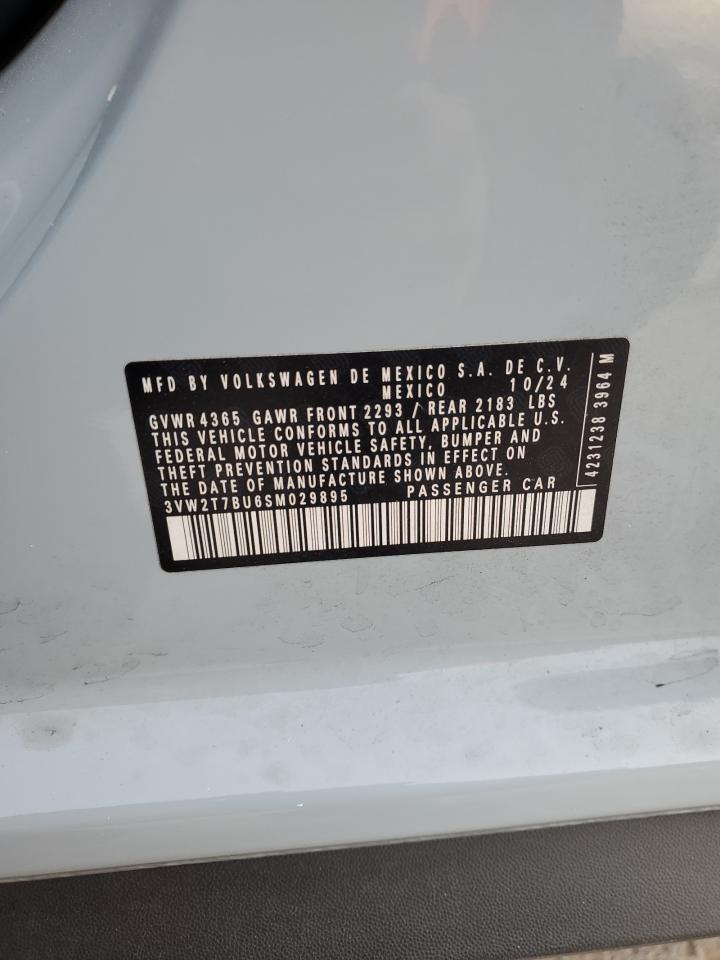 MFD BY VOLKSWAGEN DE MEXICO S.A. DE C.V.
MEXICO 10/24
GVWR 4365 GAWR FRONT 2293 / REAR 2183 LBS
THIS VEHICLE CONFORMS TO ALL APPLICABLE U.S.
FEDERAL MOTOR VEHICLE SAFETY, BUMPER AND
THEFT PREVENTION STANDARDS IN EFFECT ON
THE DATE OF MANUFACTURE SHOWN ABOVE.
3VW2T7BU6SM029895 PASSENGER CAR
4231238 3964 M